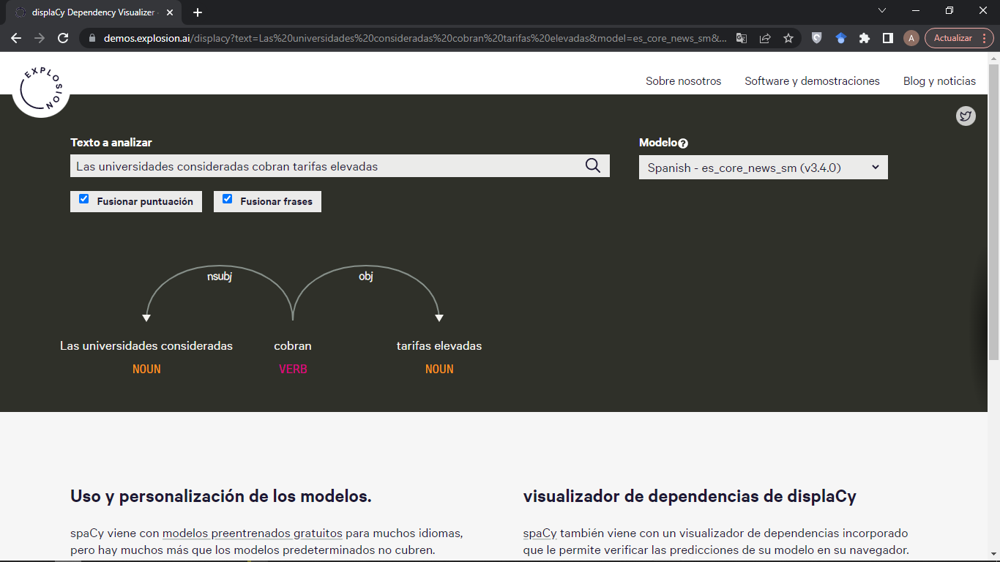 displaCy Dependency Visualizer
demos.explosion.ai/displacy?text=Las%20universidades%20consideradas%20cobran%20tarifas%20elevadas&model=es_core_news_sm&...
A
Actualizar
EXPLOSION
Sobre nosotros
Software y demostraciones
Blog y noticias
Texto a analizar
Modelo?
Las universidades consideradas cobran tarifas elevadas
Spanish - es_core_news_sm (v3.4.0)
Fusionar puntuación
Fusionar frases
nsubj
obj
Las universidades consideradas
cobran
tarifas elevadas
NOUN
VERB
NOUN
Uso y personalización de los modelos.
spaCy viene con modelos preentrenados gratuitos para muchos idiomas,
pero hay muchos más que los modelos predeterminados no cubren.
visualizador de dependencias de displaCy
spaCy también viene con un visualizador de dependencias incorporado
que le permite verificar las predicciones de su modelo en su navegador.